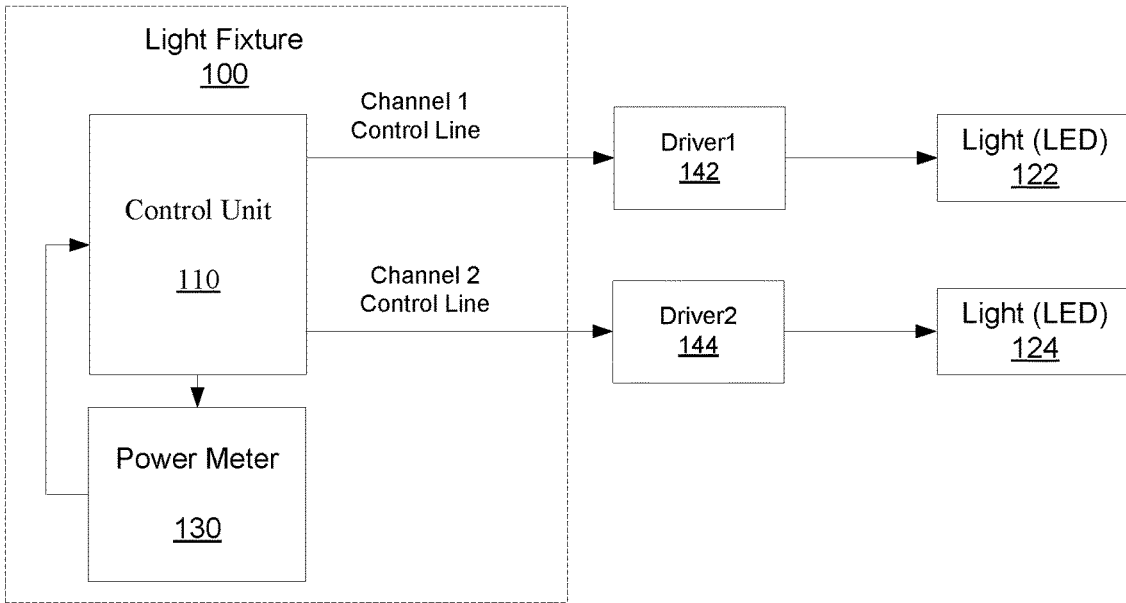 Light Fixture
100
Channel 1
Control Line
Control Unit
110
Driver1
142
Light (LED)
122
Channel 2
Control Line
Driver2
144
Light (LED)
124
Power Meter
130